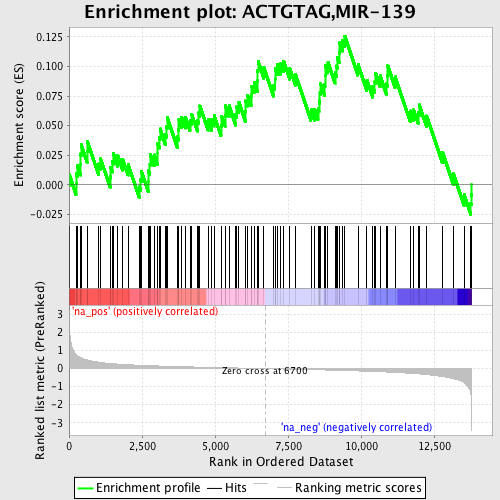 Enrichment plot: ACTGTAG,MIR-139
Enrichment score (ES)
0.125
0.100
0.075
0.050
0.025
0.000
-0.025
'na_pos' (positively correlated)
Ranked list metric (PreRanked)
3
2
1
0
-1
-2
-3
Zero cross at 6700
'na_neg' (negatively correlated)
0
2,500
5,000
7,500
10,000
12,500
Rank in Ordered Dataset
Enrichment profile
Hits
Ranking metric scores